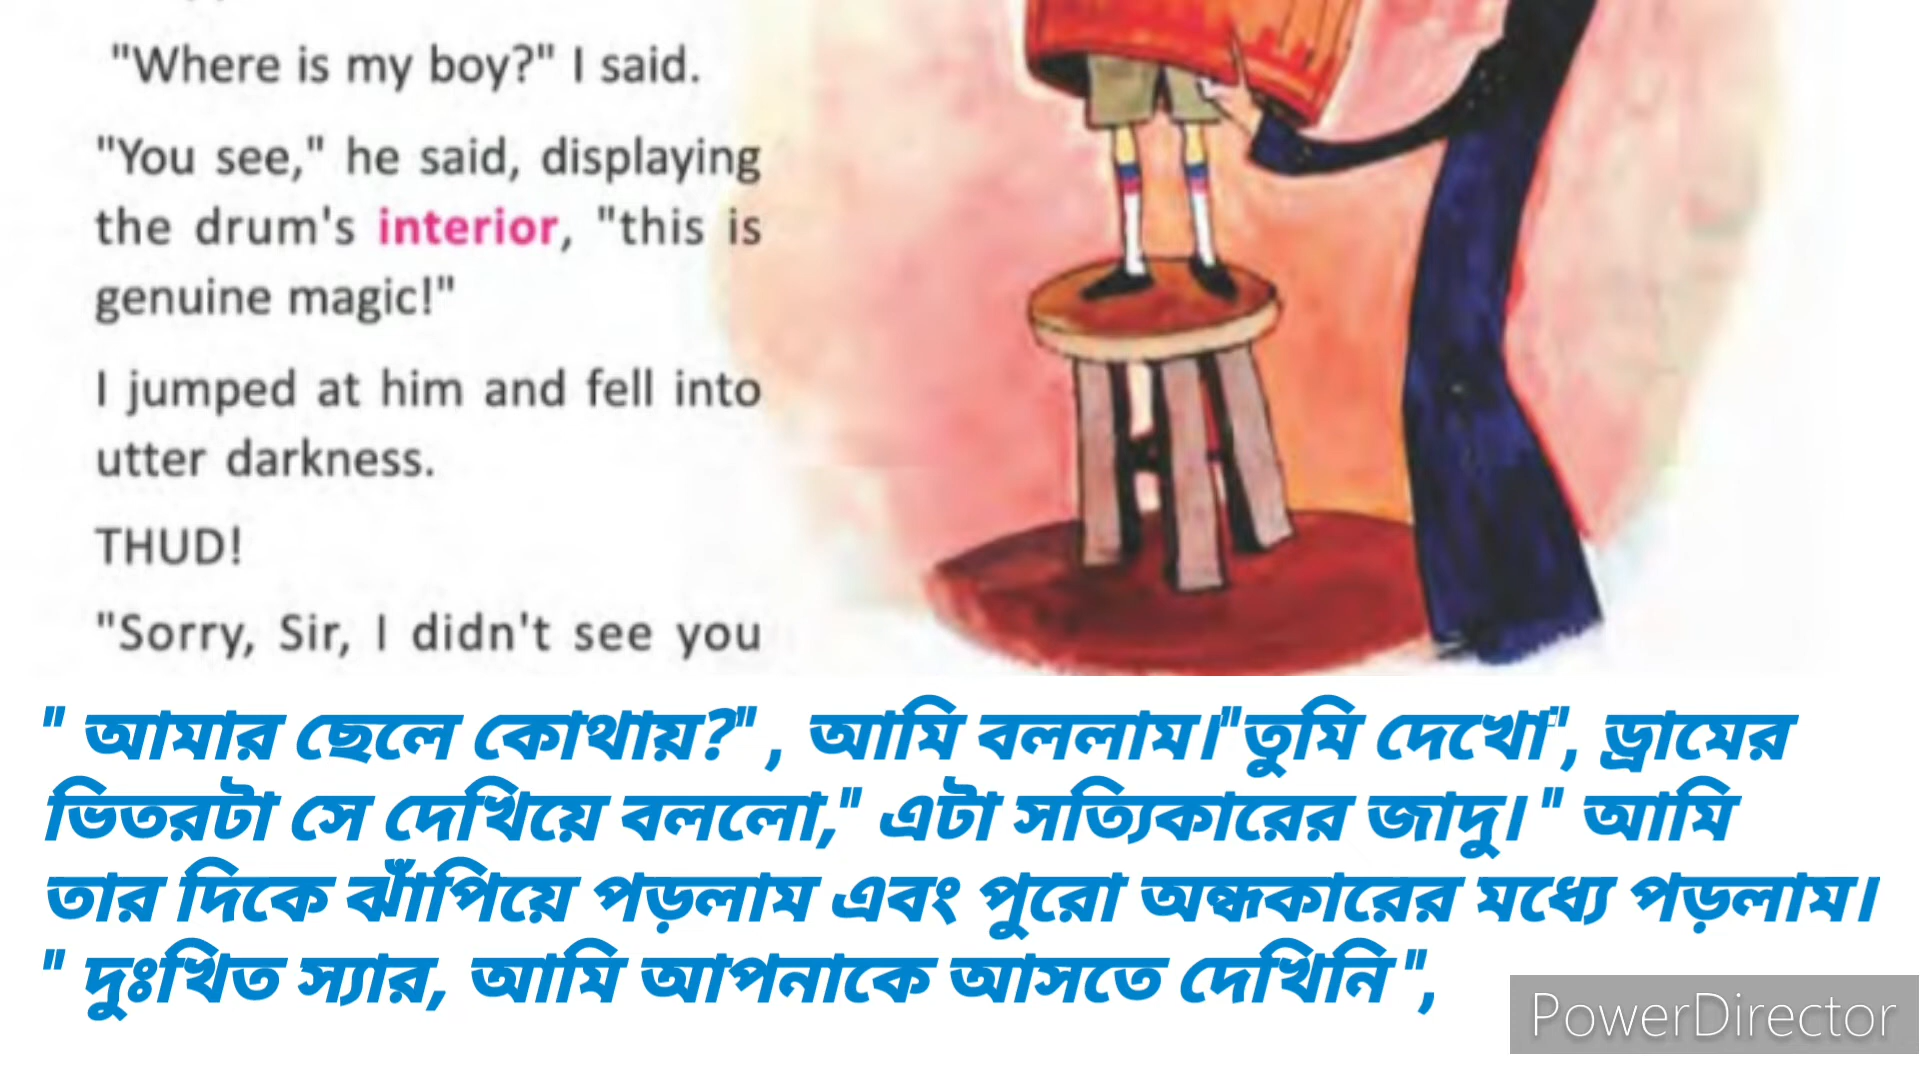 "Where is my boy?" I said.
"You see," he said, displaying
the drum's interior, "this is
genuine magic!"
I jumped at him and fell into
utter darkness.
THUD!
"Sorry, Sir, I didn't see you
" আমার ছেলে কোথায়?" , আমি বললাম।"তুমি দেখো", ড্রামের
ভিতরটা সে দেখিয়ে বললো," এটা সত্যিকারের জাদু। " আমি
তার দিকে ঝাঁপিয়ে পড়লাম এবং পুরো অন্ধকারের মধ্যে পড়লাম।
" দুঃখিত স্যার, আমি আপনাকে আসতে দেখিনি ",
PowerDirector